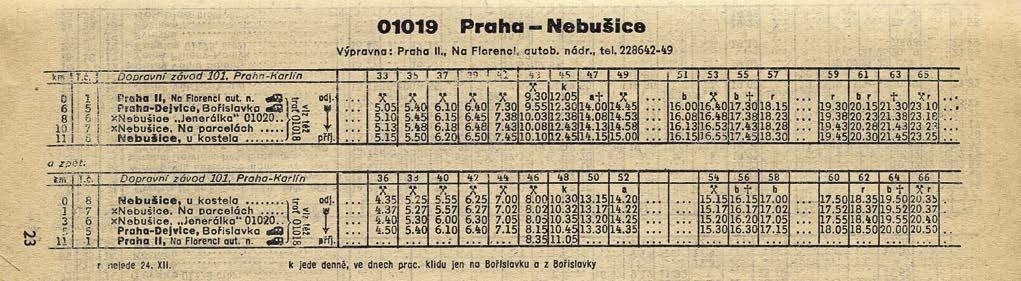 01019 Praha – Nebušice
Výpravna: Praha II., Na Florenci, autob. nádr., tel. 228642-49
km T.č. Dopravní závod 101, Praha-Karlín 33 35 37 39 41 43 45 47 49 51 53 55 57 59 61 63 65
⚒ k
0 1 Praha II, Na Florenci aut. n. odj. ... ⚒ ⚒ ⚒ ⚒ ⚒ 9.30 12.05 a† ⚒ ... b ⚒ b † r ... r b † ⚒ r
6 5 Praha-Dejvice, Bořislavka ... 5.05 5.40 6.10 6.40 7.30 9.55 12.30 14.00 14.45 ... 16.00 16.40 17.30 18.15 ... 19.30 20.15 21.30 23.10
8 6 ×Nebušice „Jenerálka" 01020.. ... 5.10 5.45 6.15 6.45 7.38 10.03 12.38 14.08 14.53 ... 16.08 16.48 17.38 18.23 ... 19.38 20.23 21.38 23.18
10 7 ×Nebušice, Na parcelách ... 5.13 5.48 6.18 6.48 7.43 10.08 12.43 14.13 14.58 ... 16.13 16.53 17.43 18.28 ... 19.43 20.28 21.43 23.23
11 8 Nebušice, u kostela ........ příj. ... 5.15 5.50 6.20 6.50 7.45 10.10 12.45 14.15 15.00 ... 16.15 16.55 17.45 18.30 ... 19.45 20.30 21.45 23.25
viz též trať 01018
a zpět:
km T.č. Dopravní závod 101, Praha-Karlín 36 38 40 42 44 46 48 50 52 54 56 58 60 62 64 66
⚒ ⚒ ⚒ ⚒ ⚒ ⚒ k a ⚒ b † b r b † ⚒ r
0 8 Nebušice, u kostela ........ odj. ... 4.35 5.25 5.55 6.25 7.00 8.00 10.30 13.15 14.20 ... 15.15 16.15 17.00 ... 17.50 18.35 19.50 20.35
1 7 ×Nebušice, Na parcelách ... 4.37 5.27 5.57 6.27 7.02 8.02 10.32 13.17 14.22 ... 15.17 16.17 17.02 ... 17.52 18.37 19.52 20.37
3 6 ×Nebušice, „Jenerálka" 01020. ... 4.40 5.30 6.00 6.30 7.05 8.05 10.35 13.20 14.25 ... 15.20 16.20 17.05 ... 17.55 18.40 19.55 20.40
5 5 Praha-Dejvice, Bořislavka ... 4.50 5.40 6.10 6.40 7.15 8.15 10.45 13.30 14.35 ... 15.30 16.30 17.15 ... 18.05 18.50 20.00 20.50
11 1 Praha II, Na Florenci aut. n. příj. ... ... ... ... ... ... 8.35 11.05 ... ... ... ... ... ... ... ... ... ... ...
viz též trať 01018
r nejede 24. XII. k jede denně, ve dnech prac. klidu jen na Bořislavku a z Bořislavky
23